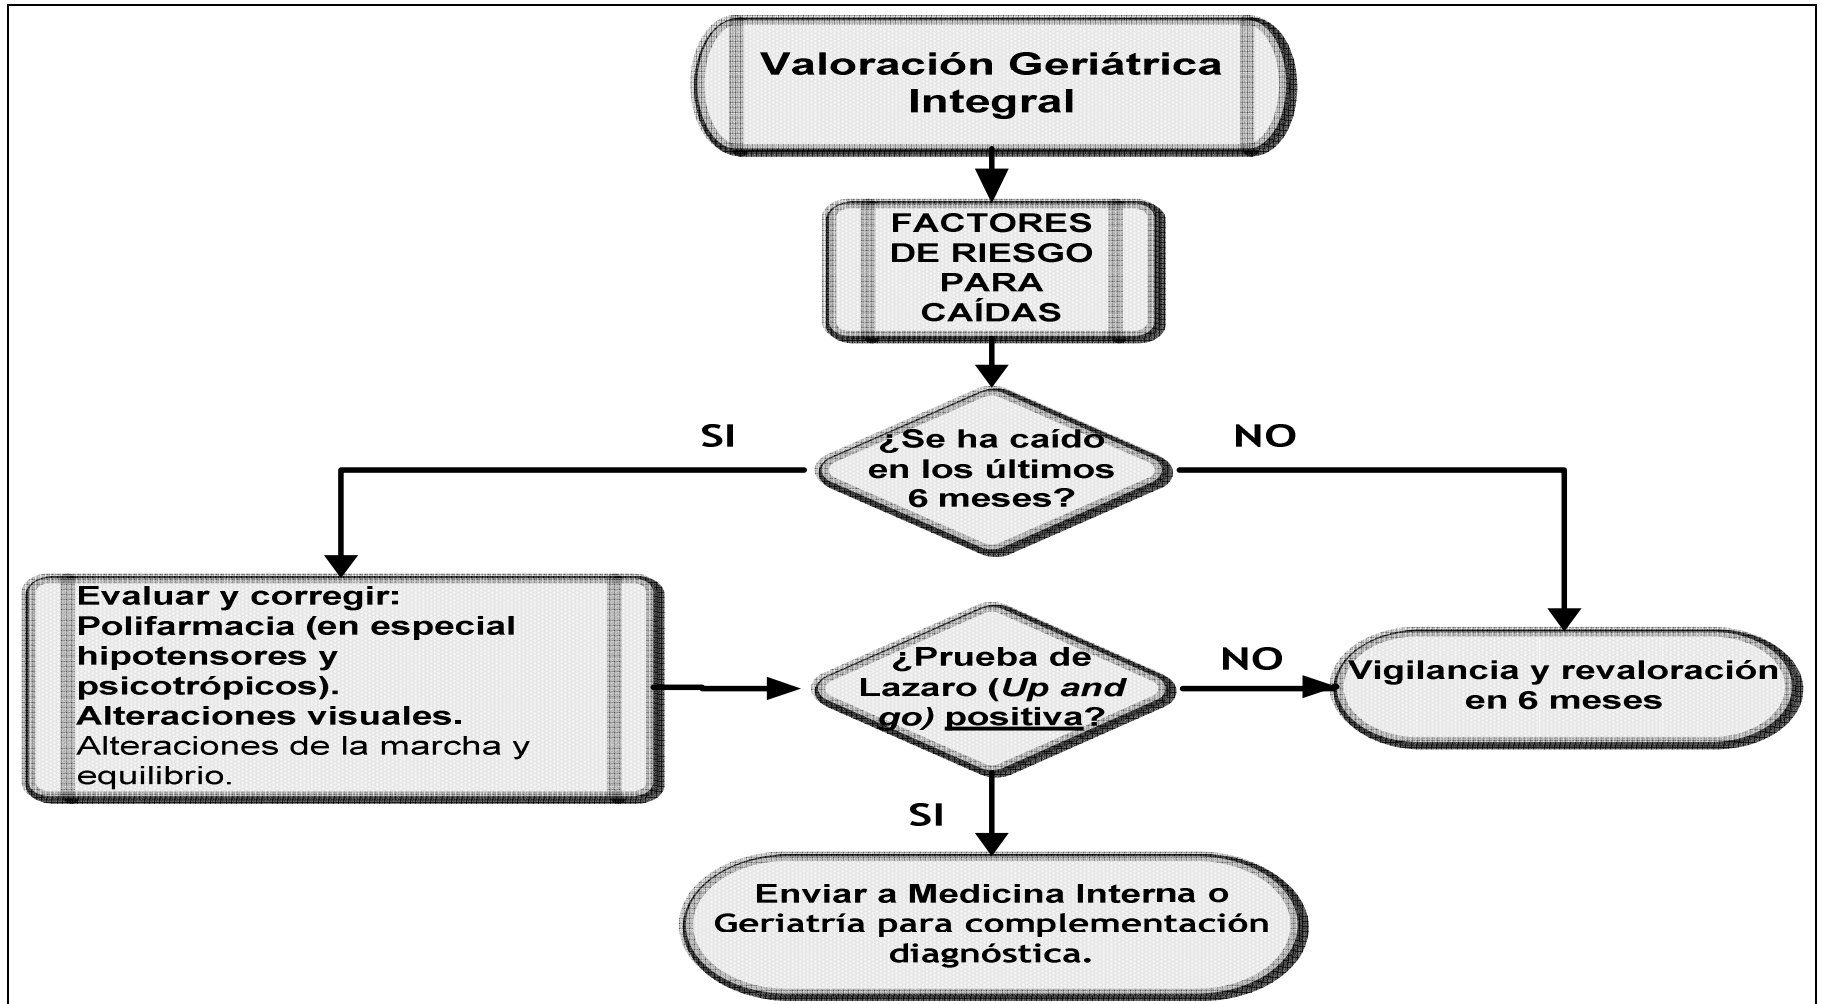 Valoración Geriátrica
Integral
FACTORES
DE RIESGO
PARA
CAÍDAS
SI
NO
¿Se ha caído
en los últimos
6 meses?
Evaluar y corregir:
Polifarmacia (en especial
hipotensores y
psicotrópicos).
Alteraciones visuales.
Alteraciones de la marcha y
equilibrio.
¿Prueba de
Lazaro (Up and
go) positiva?
NO
Vigilancia y revaloración
en 6 meses
SI
Enviar a Medicina Interna o
Geriatría para complementación
diagnóstica.